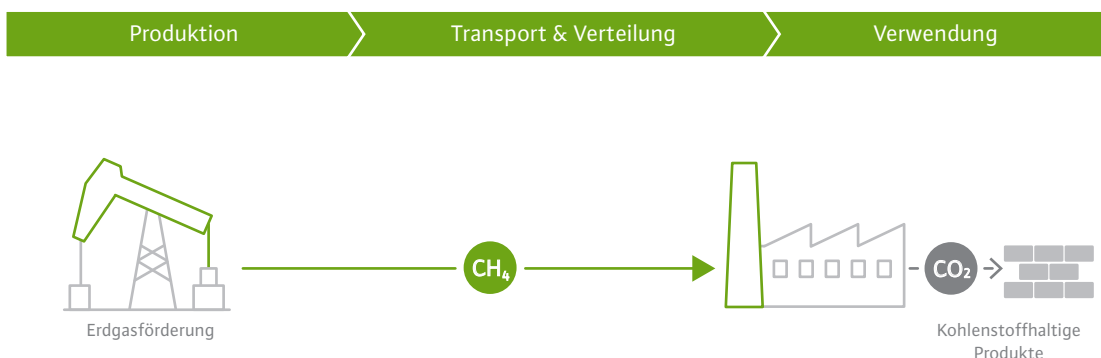 Produktion
Transport & Verteilung
Verwendung
CH₄
CO₂
Erdgasförderung
Kohlenstoffhaltige
Produkte